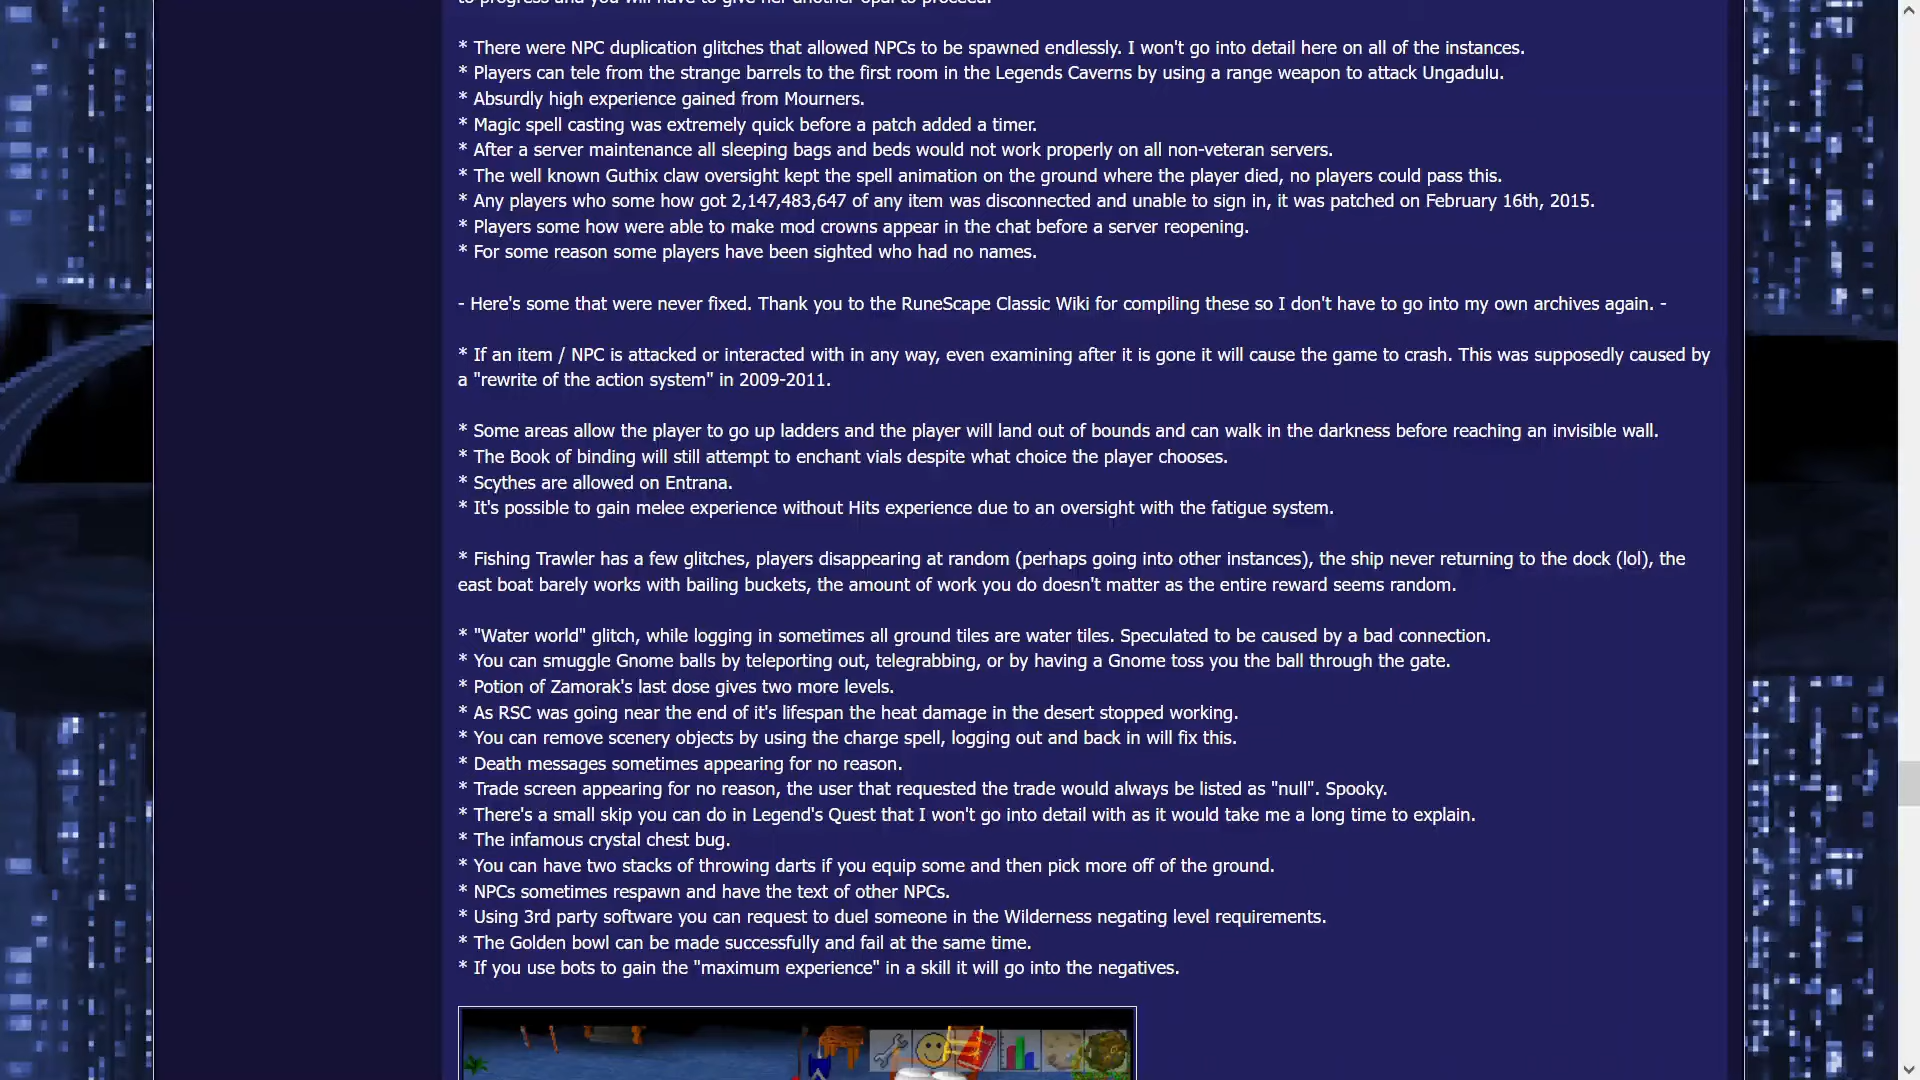 to progress and you will have to give her another opal to proceed.
* There were NPC duplication glitches that allowed NPCs to be spawned endlessly. I won't go into detail here on all of the instances.
* Players can tele from the strange barrels to the first room in the Legends Caverns by using a range weapon to attack Ungadulu.
* Absurdly high experience gained from Mourners.
* Magic spell casting was extremely quick before a patch added a timer.
* After a server maintenance all sleeping bags and beds would not work properly on all non-veteran servers.
* The well known Guthix claw oversight kept the spell animation on the ground where the player died, no players could pass this.
* Any players who some how got 2,147,483,647 of any item was disconnected and unable to sign in, it was patched on February 16th, 2015.
* Players some how were able to make mod crowns appear in the chat before a server reopening.
* For some reason some players have been sighted who had no names.
- Here's some that were never fixed. Thank you to the RuneScape Classic Wiki for compiling these so I don't have to go into my own archives again. -
* If an item / NPC is attacked or interacted with in any way, even examining after it is gone it will cause the game to crash. This was supposedly caused by
a "rewrite of the action system" in 2009-2011.
* Some areas allow the player to go up ladders and the player will land out of bounds and can walk in the darkness before reaching an invisible wall.
* The Book of binding will still attempt to enchant vials despite what choice the player chooses.
* Scythes are allowed on Entrana.
* It's possible to gain melee experience without Hits experience due to an oversight with the fatigue system.
* Fishing Trawler has a few glitches, players disappearing at random (perhaps going into other instances), the ship never returning to the dock (lol), the
east boat barely works with bailing buckets, the amount of work you do doesn't matter as the entire reward seems random.
* "Water world" glitch, while logging in sometimes all ground tiles are water tiles. Speculated to be caused by a bad connection.
* You can smuggle Gnome balls by teleporting out, telegrabbing, or by having a Gnome toss you the ball through the gate.
* Potion of Zamorak's last dose gives two more levels.
* As RSC was going near the end of it's lifespan the heat damage in the desert stopped working.
* You can remove scenery objects by using the charge spell, logging out and back in will fix this.
* Death messages sometimes appearing for no reason.
* Trade screen appearing for no reason, the user that requested the trade would always be listed as "null". Spooky.
* There's a small skip you can do in Legend's Quest that I won't go into detail with as it would take me a long time to explain.
* The infamous crystal chest bug.
* You can have two stacks of throwing darts if you equip some and then pick more off of the ground.
* NPCs sometimes respawn and have the text of other NPCs.
* Using 3rd party software you can request to duel someone in the Wilderness negating level requirements.
* The Golden bowl can be made successfully and fail at the same time.
* If you use bots to gain the "maximum experience" in a skill it will go into the negatives.